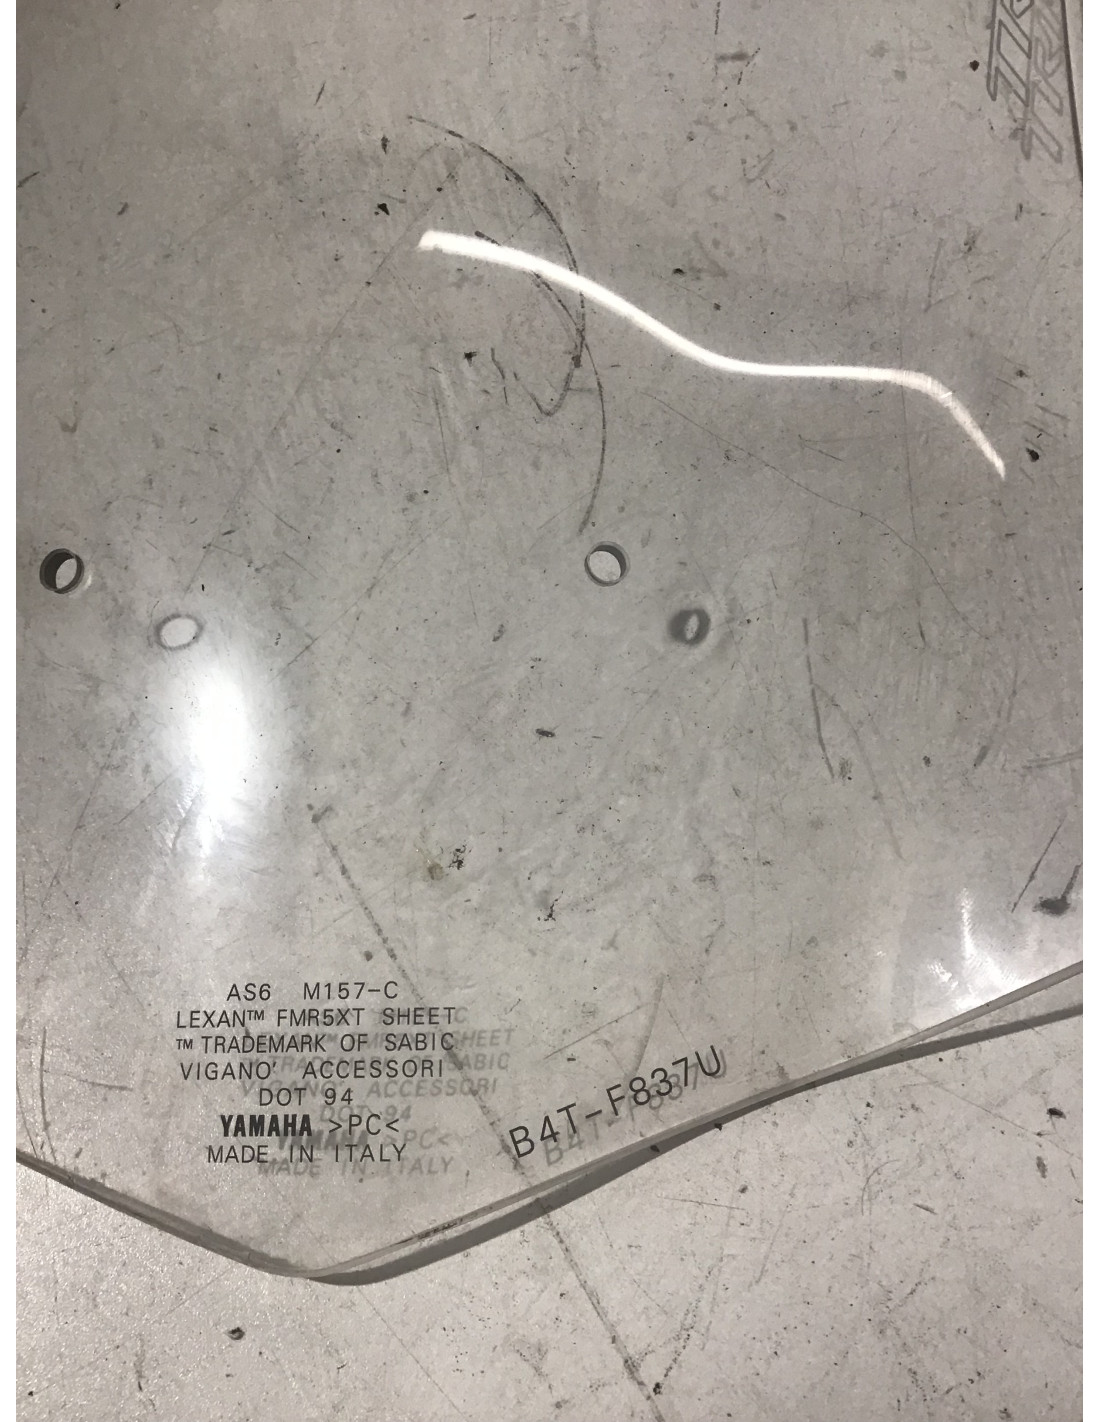 AS6 M157-C
LEXAN™ FMR5XT SHEET
™ TRADEMARK OF SABIC
VIGANO' ACCESSORI
DOT 94
YAMAHA >PC<
MADE IN ITALY
B4T-F837U